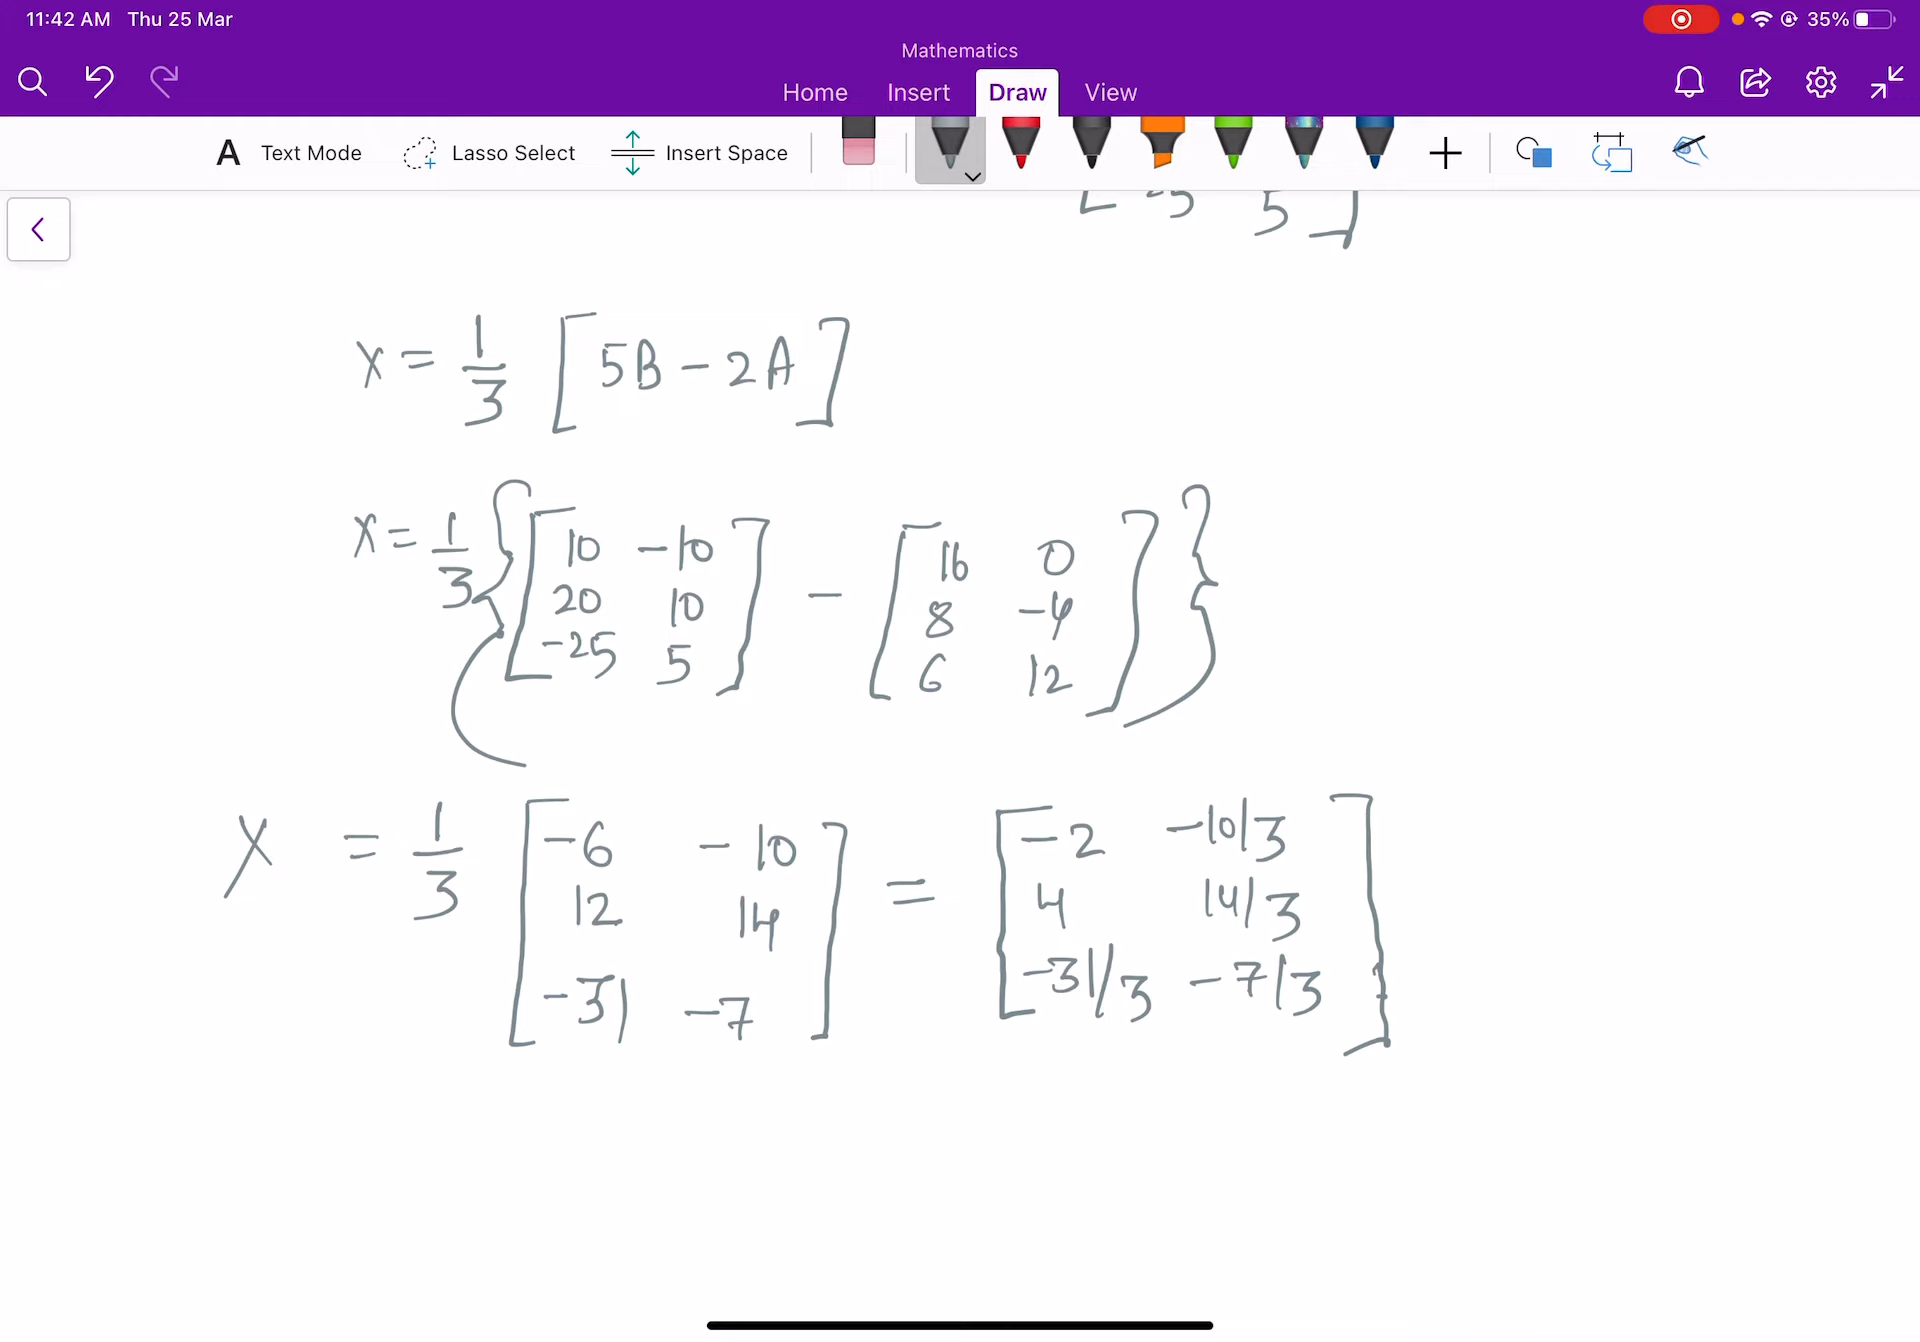 11:42 AM Thu 25 Mar 35%
Mathematics
Home Insert Draw View
A Text Mode Lasso Select Insert Space
[ -5 5 ]
X = 1/3 [5B - 2A]
X = 1/3 { [ 10 -10 ] - [ 16 0 ] }
20 10 8 -4
-25 5 6 12
X = 1/3 [ -6 -10 ] = [ -2 -10/3 ]
12 14 4 14/3
-31 -7 -31/3 -7/3